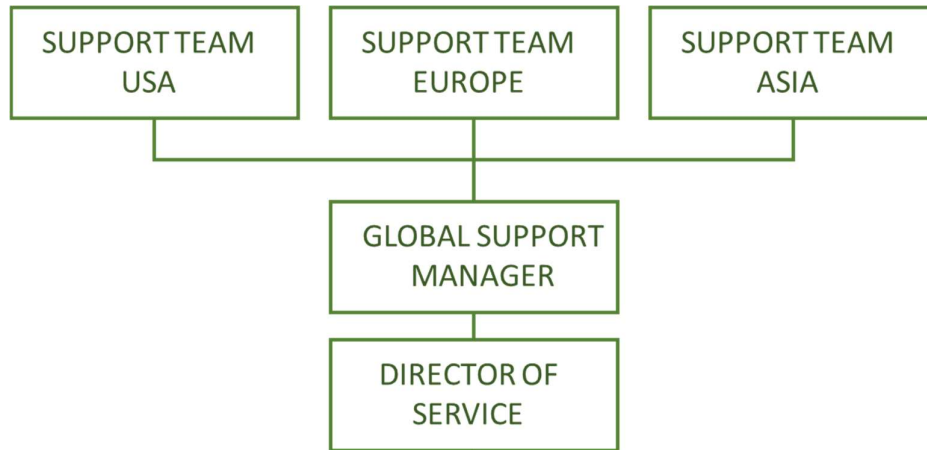 SUPPORT TEAM
USA
SUPPORT TEAM
EUROPE
SUPPORT TEAM
ASIA
GLOBAL SUPPORT
MANAGER
DIRECTOR OF
SERVICE